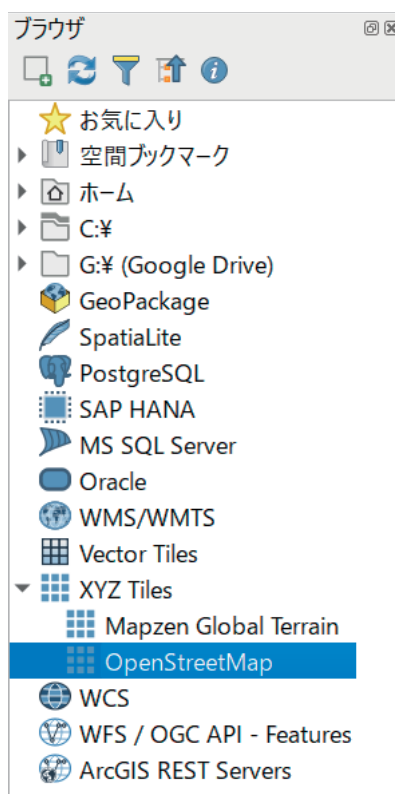 ブラウザ
お気に入り
空間ブックマーク
ホーム
C:¥
G:¥ (Google Drive)
GeoPackage
SpatiaLite
PostgreSQL
SAP HANA
MS SQL Server
Oracle
WMS/WMTS
Vector Tiles
XYZ Tiles
Mapzen Global Terrain
OpenStreetMap
WCS
WFS / OGC API - Features
ArcGIS REST Servers